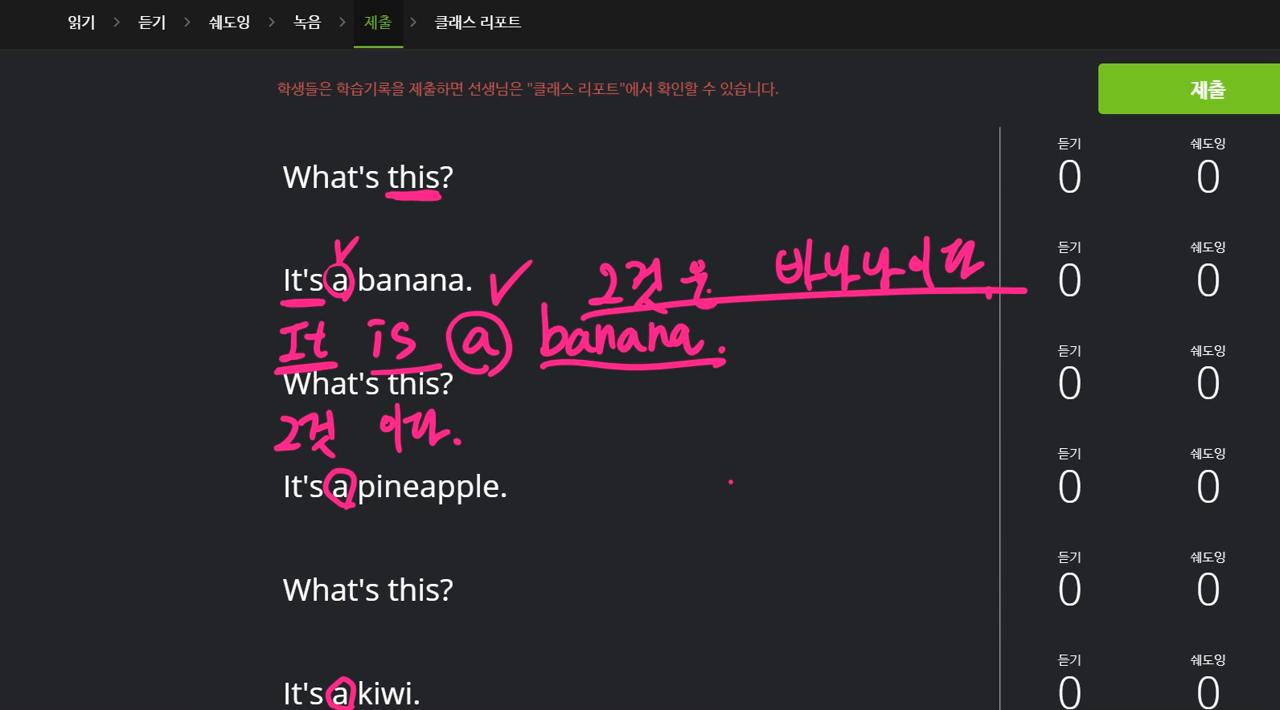 읽기 > 듣기 > 쉐도잉 > 녹음 > 제출 > 클래스 리포트
학생들은 학습기록을 제출하면 선생님은 "클래스 리포트"에서 확인할 수 있습니다.
제출
What's this?
듣기 쉐도잉
0 0
It's a banana.
그것은 바나나이다
듣기 쉐도잉
0 0
It is a banana.
What's this?
듣기 쉐도잉
0 0
그것 이다.
It's a pineapple.
듣기 쉐도잉
0 0
What's this?
듣기 쉐도잉
0 0
It's a kiwi.
듣기 쉐도잉
0 0